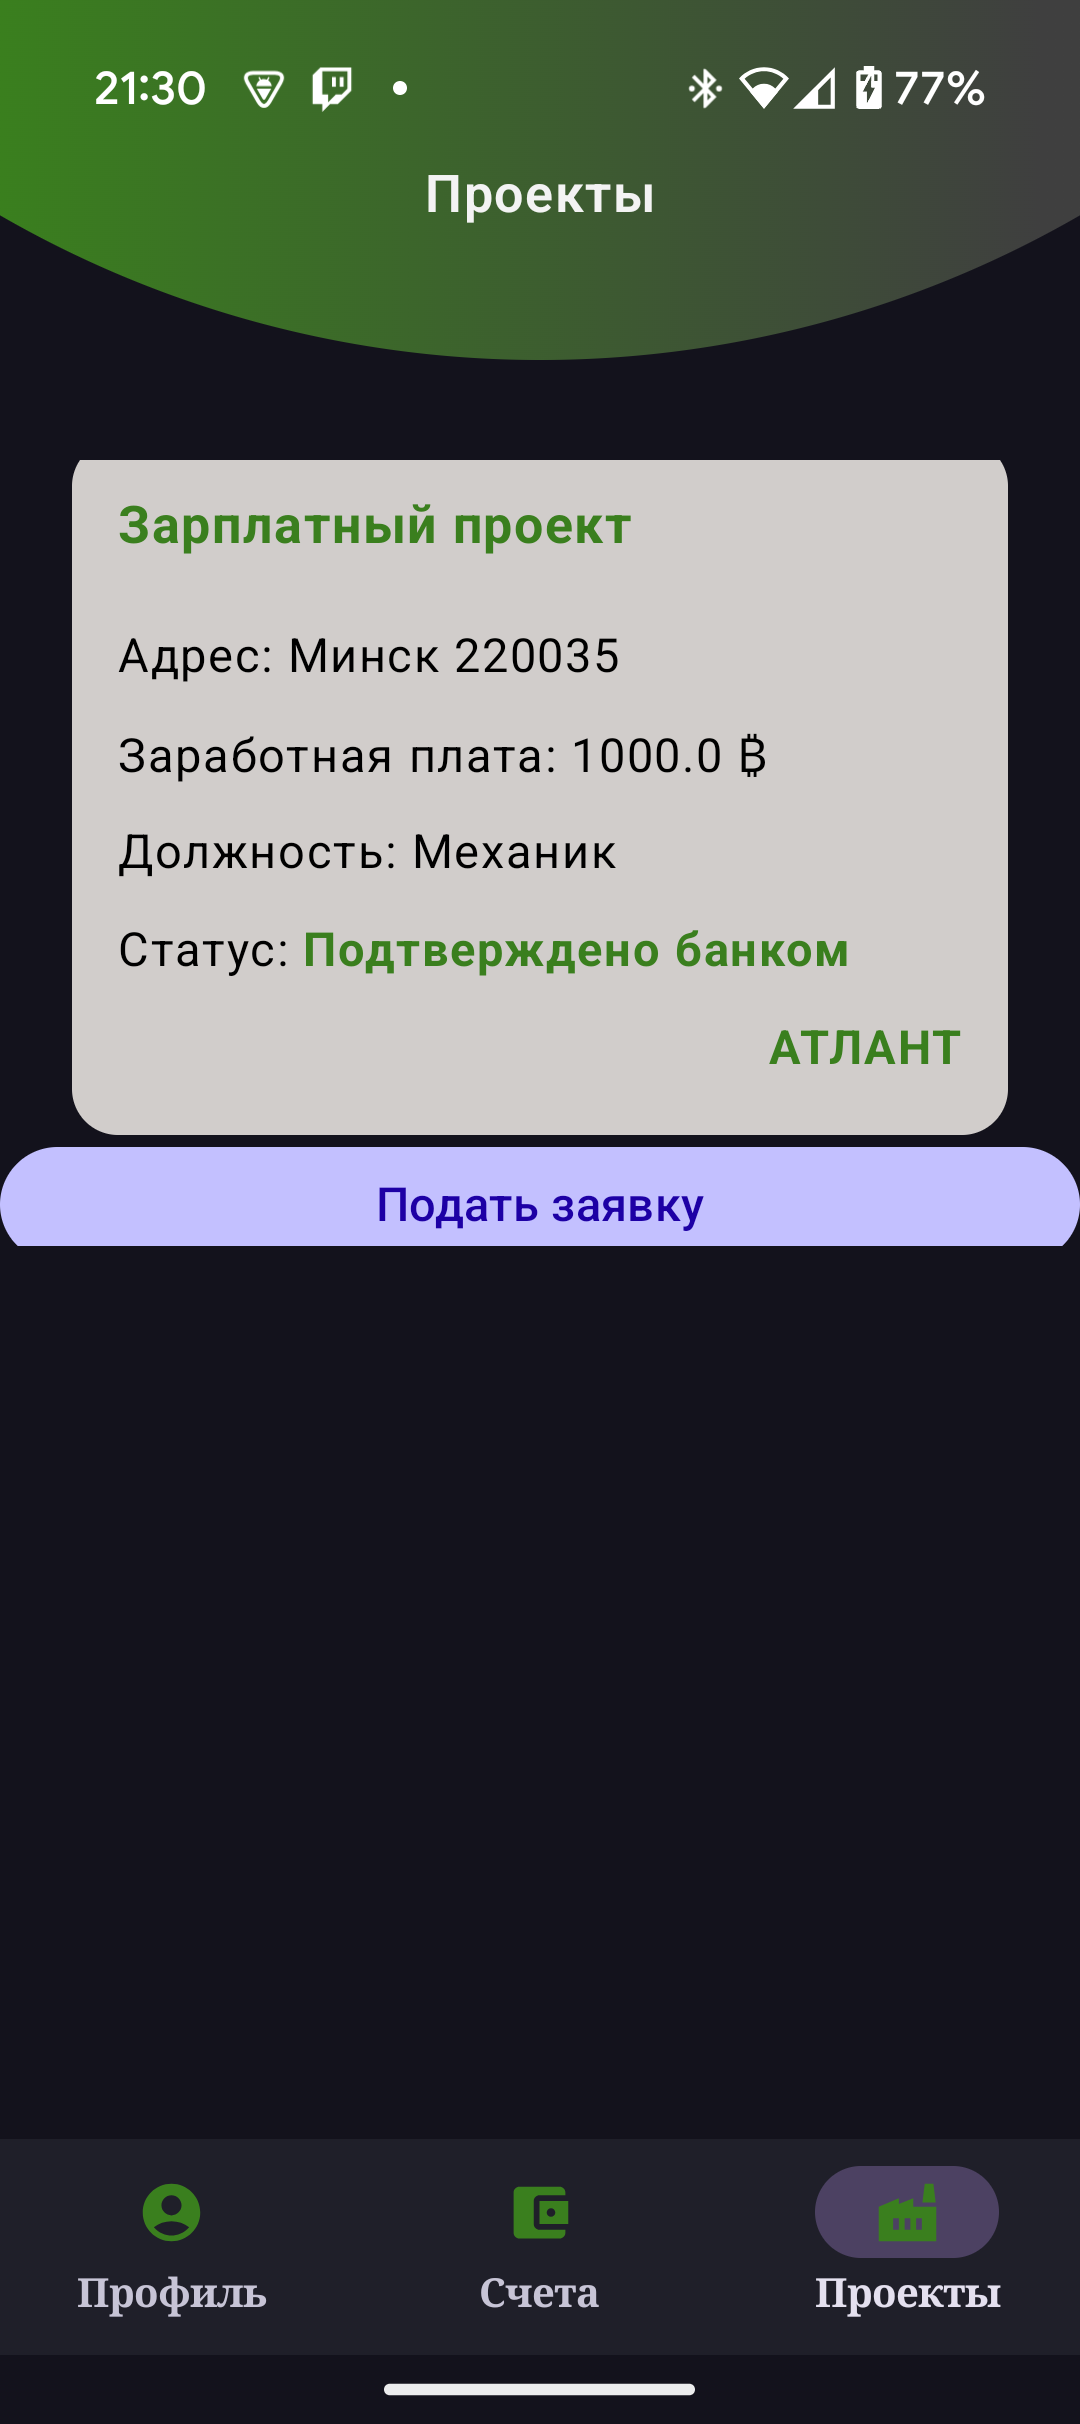 21:30 77%
Проекты
Зарплатный проект
Адрес: Минск 220035
Заработная плата: 1000.0 ₿
Должность: Механик
Статус: Подтверждено банком
АТЛАНТ
Подать заявку
Профиль Счета Проекты